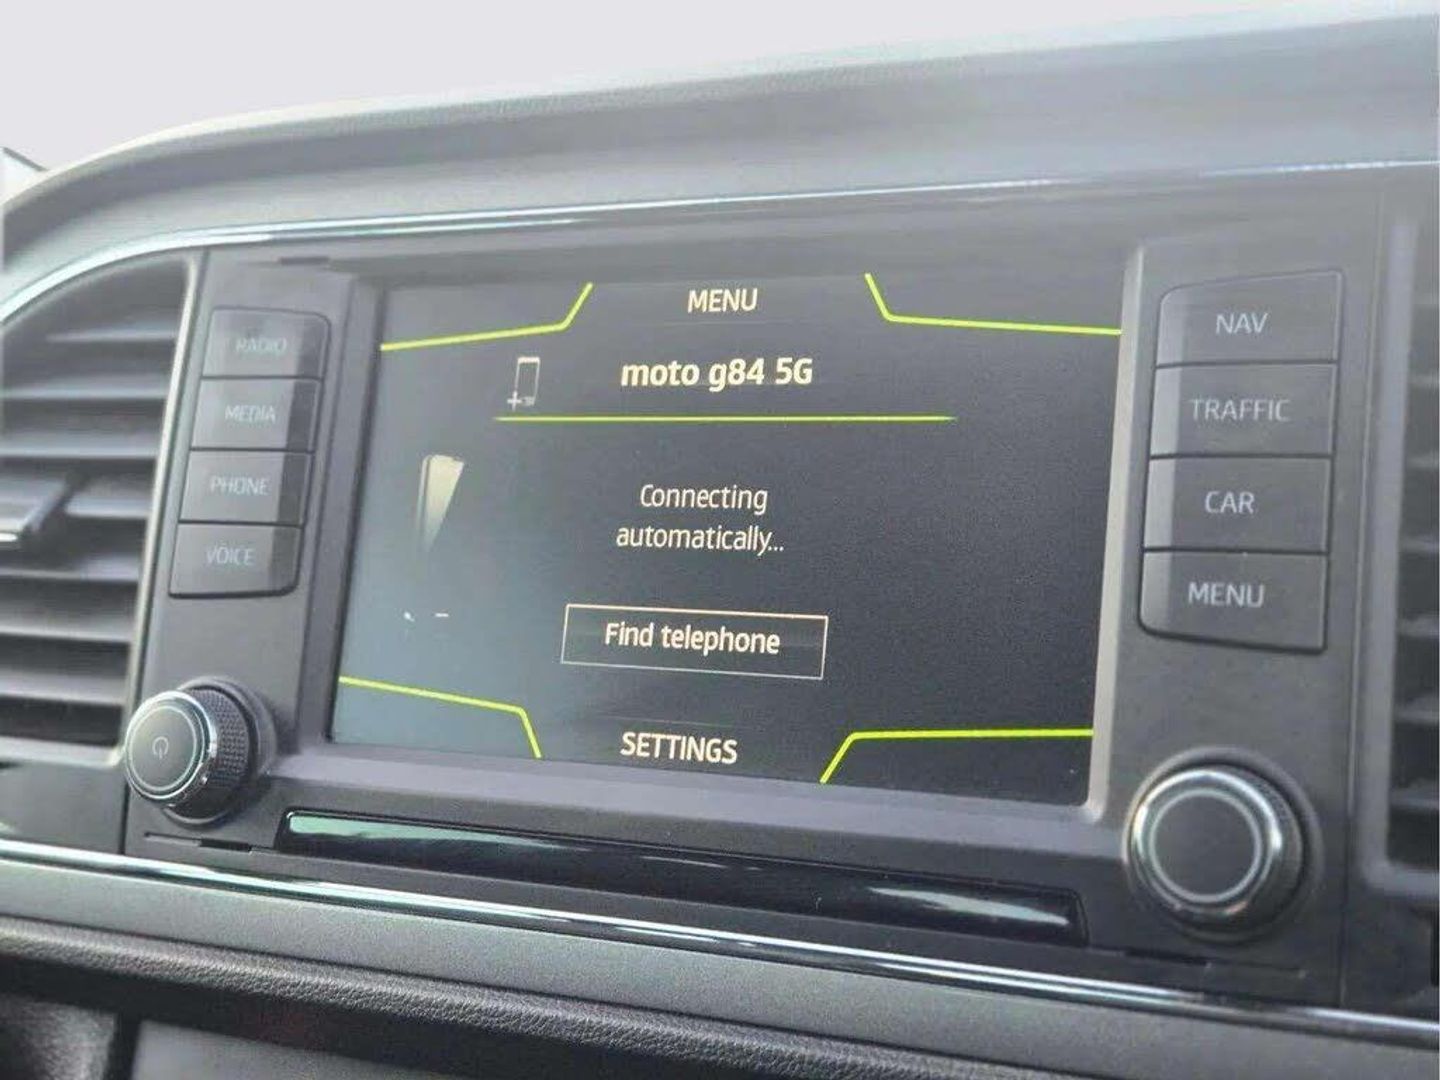 MENU
moto g84 5G
Connecting
automatically...
Find telephone
SETTINGS
RADIO
MEDIA
PHONE
VOICE
NAV
TRAFFIC
CAR
MENU